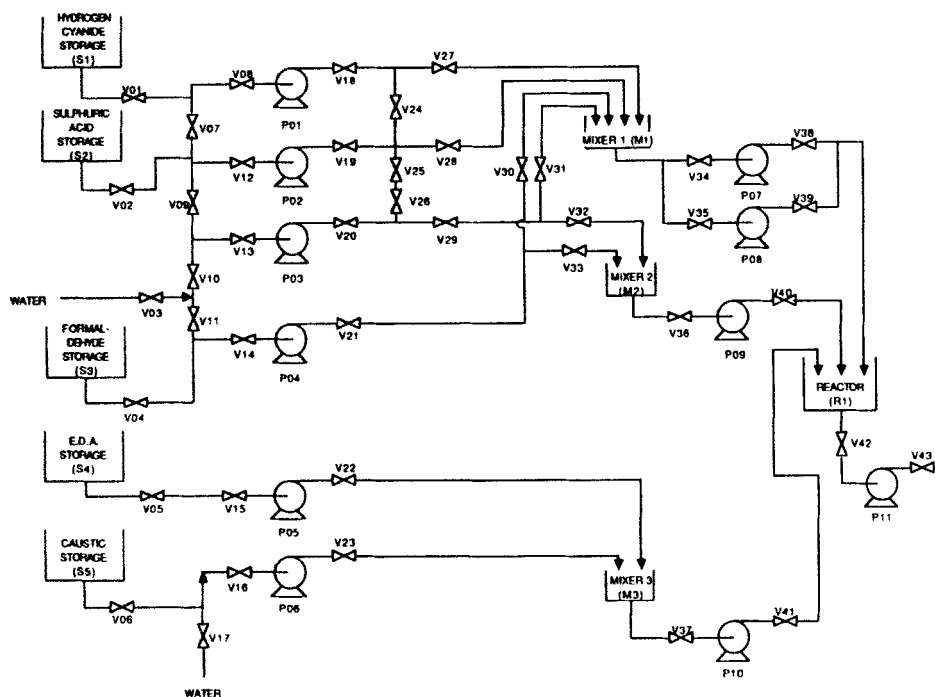 HYDROGEN
CYANIDE
STORAGE
(S1)
V01
V08
P01
V18
V27
V24
V07
SULPHURIC
ACID
STORAGE
(S2)
V02
V12
P02
V19
V28
V25
V26
V09
V13
P03
V20
V29
V30
V31
V32
V33
MIXER 1 (M1)
V34
P07
V38
V35
P08
V39
V10
WATER
V03
V11
FORMAL-
DEHYDE
STORAGE
(S3)
V04
V14
P04
V21
MIXER 2
(M2)
V36
P09
V40
REACTOR
(R1)
V42
V43
P11
E.D.A.
STORAGE
(S4)
V05
V15
P05
V22
CAUSTIC
STORAGE
(S5)
V06
V16
P06
V23
V17
WATER
MIXER 3
(M3)
V37
P10
V41